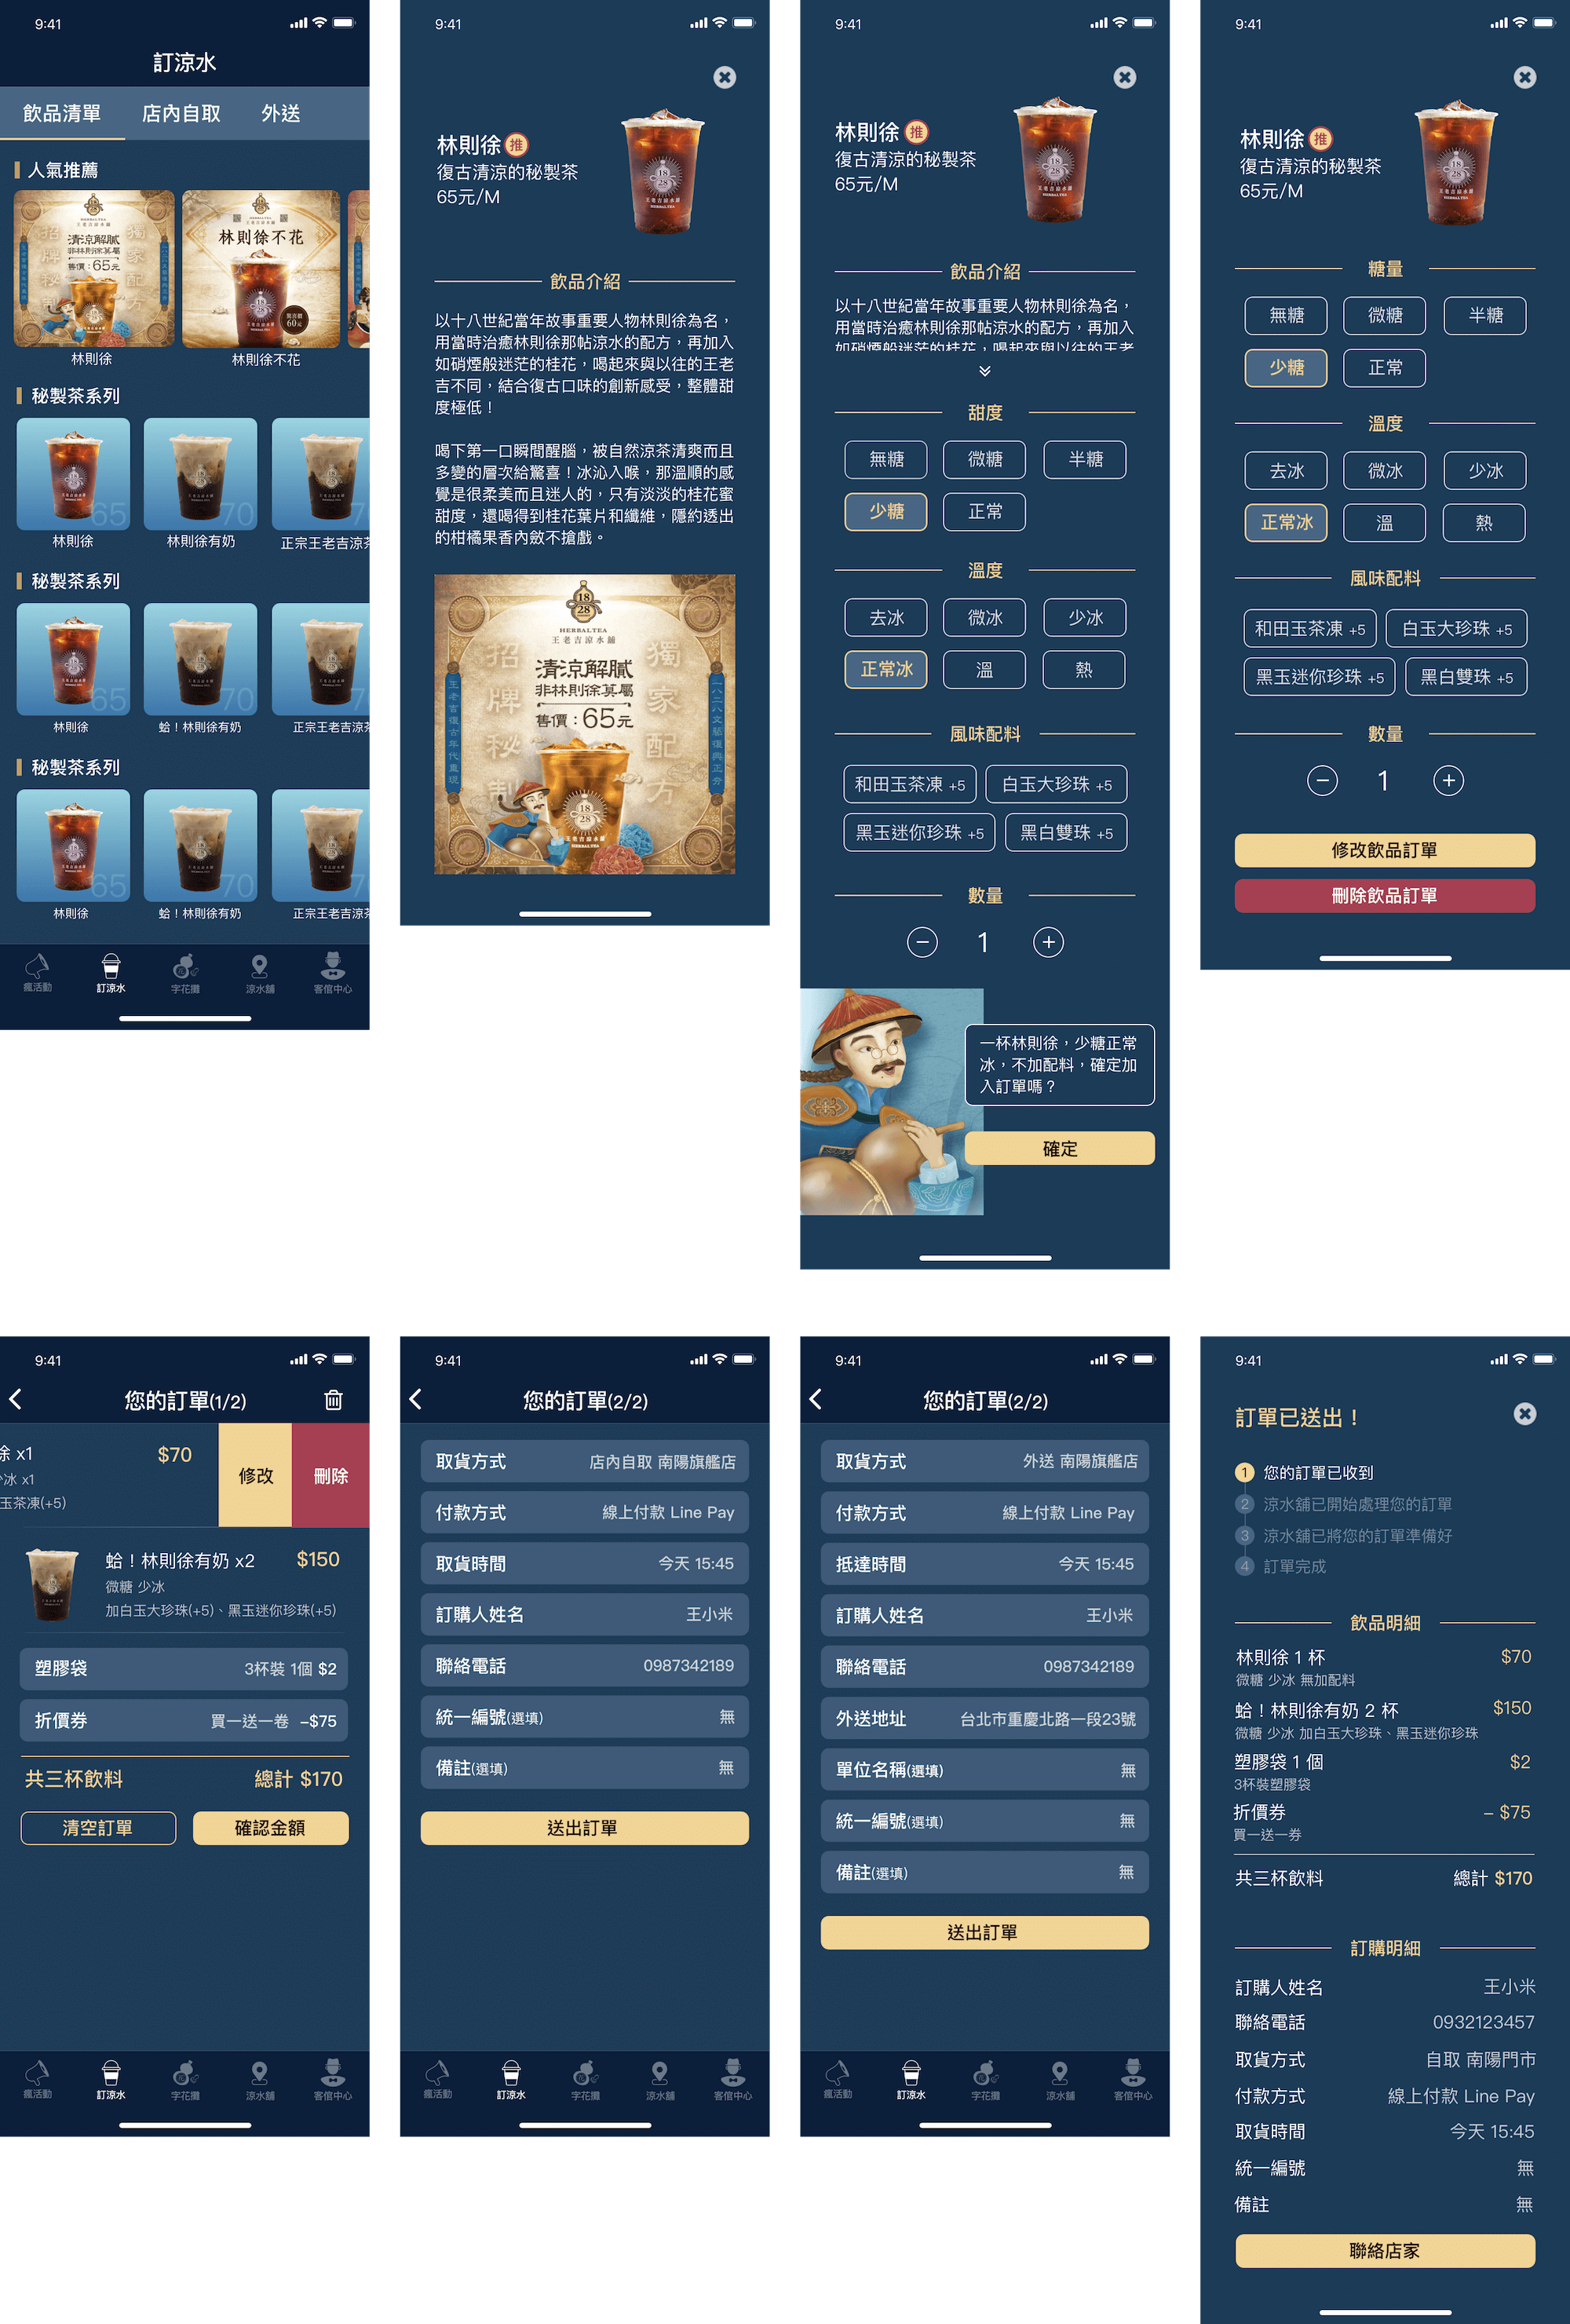 9:41
訂涼水
飲品清單 店內自取 外送
人氣推薦
HERBALTEA
王老吉涼水舖
招牌秘製
獨家配方
清涼解膩
非林則徐莫屬
售價：65元
林則徐
林則徐不花
60元
林則徐不花
秘製茶系列
65 70
林則徐 林則徐有奶 正宗王老吉涼茶
秘製茶系列
65 70
林則徐 蛤！林則徐有奶 正宗王老吉涼茶
秘製茶系列
65 70
林則徐 蛤！林則徐有奶 正宗王老吉涼茶
瘋活動 訂涼水 字花攤 涼水舖 客倌中心
9:41
林則徐 推
復古清涼的秘製茶
65元/M
1828
飲品介紹
以十八世紀當年故事重要人物林則徐為名，
用當時治癒林則徐那帖涼水的配方，再加入
如硝煙般迷茫的桂花，喝起來與以往的王老
吉不同，結合復古口味的創新感受，整體甜
度極低！
喝下第一口瞬間醒腦，被自然涼茶清爽而且
多變的層次給驚喜！冰沁入喉，那溫順的感
覺是很柔美而且迷人的，只有淡淡的桂花蜜
甜度，還喝得到桂花葉片和纖維，隱約透出
的柑橘果香內斂不搶戲。
1828
HERBALTEA
王老吉涼水舖
招牌秘製
獨家配方
清涼解膩
非林則徐莫屬
售價：65元
王老吉復古年代重現
一八二八文藝復興正夯
1828
HERBALTEA
9:41
林則徐 推
復古清涼的秘製茶
65元/M
1828
飲品介紹
以十八世紀當年故事重要人物林則徐為名，
用當時治癒林則徐那帖涼水的配方，再加入
如硝煙般迷茫的桂花，喝起來與以往的王老
甜度
無糖 微糖 半糖
少糖 正常
溫度
去冰 微冰 少冰
正常冰 溫 熱
風味配料
和田玉茶凍 +5 白玉大珍珠 +5
黑玉迷你珍珠 +5 黑白雙珠 +5
數量
1
一杯林則徐，少糖正常
冰，不加配料，確定加
入訂單嗎？
確定
9:41
林則徐 推
復古清涼的秘製茶
65元/M
1828
糖量
無糖 微糖 半糖
少糖 正常
溫度
去冰 微冰 少冰
正常冰 溫 熱
風味配料
和田玉茶凍 +5 白玉大珍珠 +5
黑玉迷你珍珠 +5 黑白雙珠 +5
數量
1
修改飲品訂單
刪除飲品訂單
9:41
您的訂單(1/2)
徐 x1 $70
少冰 x1
玉茶凍(+5)
修改 刪除
蛤！林則徐有奶 x2 $150
微糖 少冰
加白玉大珍珠(+5)、黑玉迷你珍珠(+5)
塑膠袋 3杯裝 1個 $2
折價券 買一送一卷 -$75
共三杯飲料 總計 $170
清空訂單 確認金額
瘋活動 訂涼水 字花攤 涼水舖 客倌中心
9:41
您的訂單(2/2)
取貨方式 店內自取 南陽旗艦店
付款方式 線上付款 Line Pay
取貨時間 今天 15:45
訂購人姓名 王小米
聯絡電話 0987342189
統一編號(選填) 無
備註(選填) 無
送出訂單
瘋活動 訂涼水 字花攤 涼水舖 客倌中心
9:41
您的訂單(2/2)
取貨方式 外送 南陽旗艦店
付款方式 線上付款 Line Pay
抵達時間 今天 15:45
訂購人姓名 王小米
聯絡電話 0987342189
外送地址 台北市重慶北路一段23號
單位名稱(選填) 無
統一編號(選填) 無
備註(選填) 無
送出訂單
瘋活動 訂涼水 字花攤 涼水舖 客倌中心
9:41
訂單已送出！
1 您的訂單已收到
2 涼水舖已開始處理您的訂單
3 涼水舖已將您的訂單準備好
4 訂單完成
飲品明細
林則徐 1 杯 $70
微糖 少冰 無加配料
蛤！林則徐有奶 2 杯 $150
微糖 少冰 加白玉大珍珠、黑玉迷你珍珠
塑膠袋 1 個 $2
3杯裝塑膠袋
折價券 - $75
買一送一券
共三杯飲料 總計 $170
訂購明細
訂購人姓名 王小米
聯絡電話 0932123457
取貨方式 自取 南陽門市
付款方式 線上付款 Line Pay
取貨時間 今天 15:45
統一編號 無
備註 無
聯絡店家